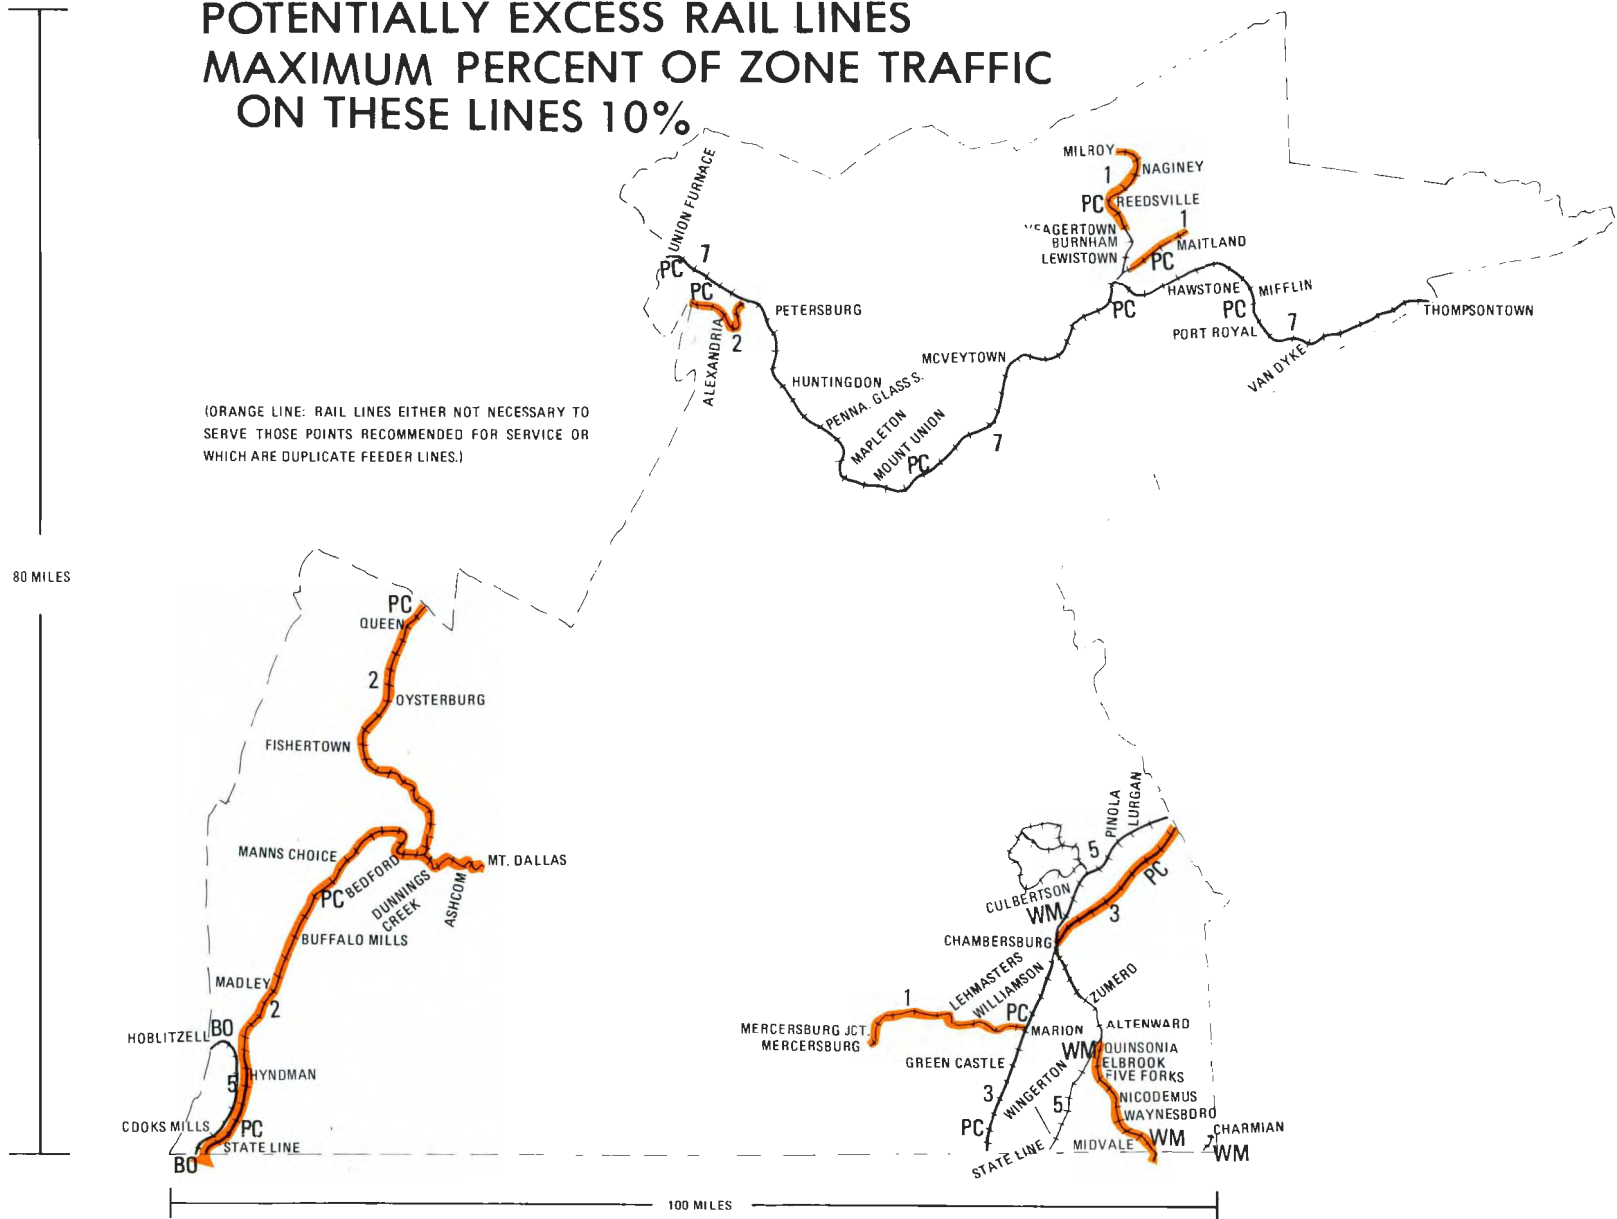 POTENTIALLY EXCESS RAIL LINES
MAXIMUM PERCENT OF ZONE TRAFFIC
ON THESE LINES 10%
UNION FURNACE
PC
7
PC
ALEXANDRIA
2
PETERSBURG
HUNTINGDON
PENNA. GLASS S.
MAPLETON
MOUNT UNION
PC
7
MCVEYTOWN
MILROY
NAGINEY
1
PC
REEDSVILLE
BURNHAM
LEWISTOWN
1
MAITLAND
PC
PC
HAWSTONE
MIFFLIN
PC
PORT ROYAL
7
VAN DYKE
THOMPSONTOWN
(ORANGE LINE: RAIL LINES EITHER NOT NECESSARY TO
SERVE THOSE POINTS RECOMMENDED FOR SERVICE OR
WHICH ARE DUPLICATE FEEDER LINES.)
80 MILES
PC
QUEEN
2
OYSTERBURG
FISHERTOWN
MANNS CHOICE
PC
BEDFORD
DUNNINGS
CREEK
ASHCOM
MT. DALLAS
BUFFALO MILLS
MADLEY
2
HOBLITZELL
BO
HYNDMAN
5
COOKS MILLS
PC
STATE LINE
BO
PINOLA
LURGAN
5
PC
3
CULBERTSON
WM
CHAMBERSBURG
LEHMASTERS
WILLIAMSON
1
PC
MERCERSBURG JCT.
MERCERSBURG
MARION
ZUMERO
ALTENWARD
GREEN CASTLE
WM
QUINSONIA
ELBROOK
FIVE FORKS
WINGERTON
3
5
NICODEMUS
WAYNESBORO
PC
STATE LINE
MIDVALE
WM
CHARMIAN
WM
100 MILES